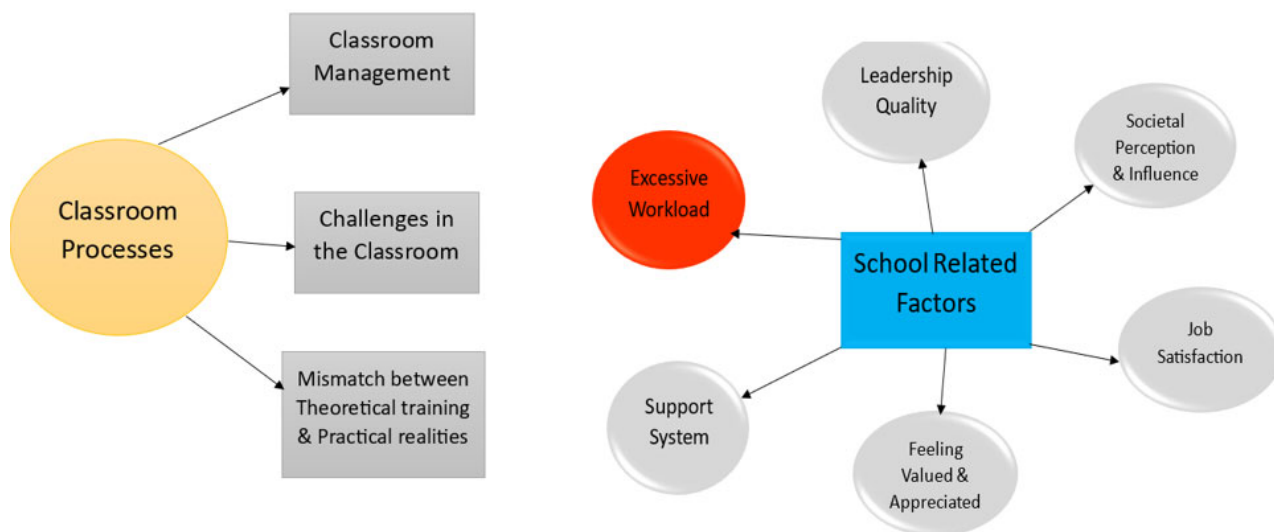 Classroom
Management
Classroom
Processes
Challenges in
the Classroom
Mismatch between
Theoretical training
& Practical realities
Leadership
Quality
Societal
Perception
& Influence
Excessive
Workload
School Related
Factors
Job
Satisfaction
Support
System
Feeling
Valued &
Appreciated